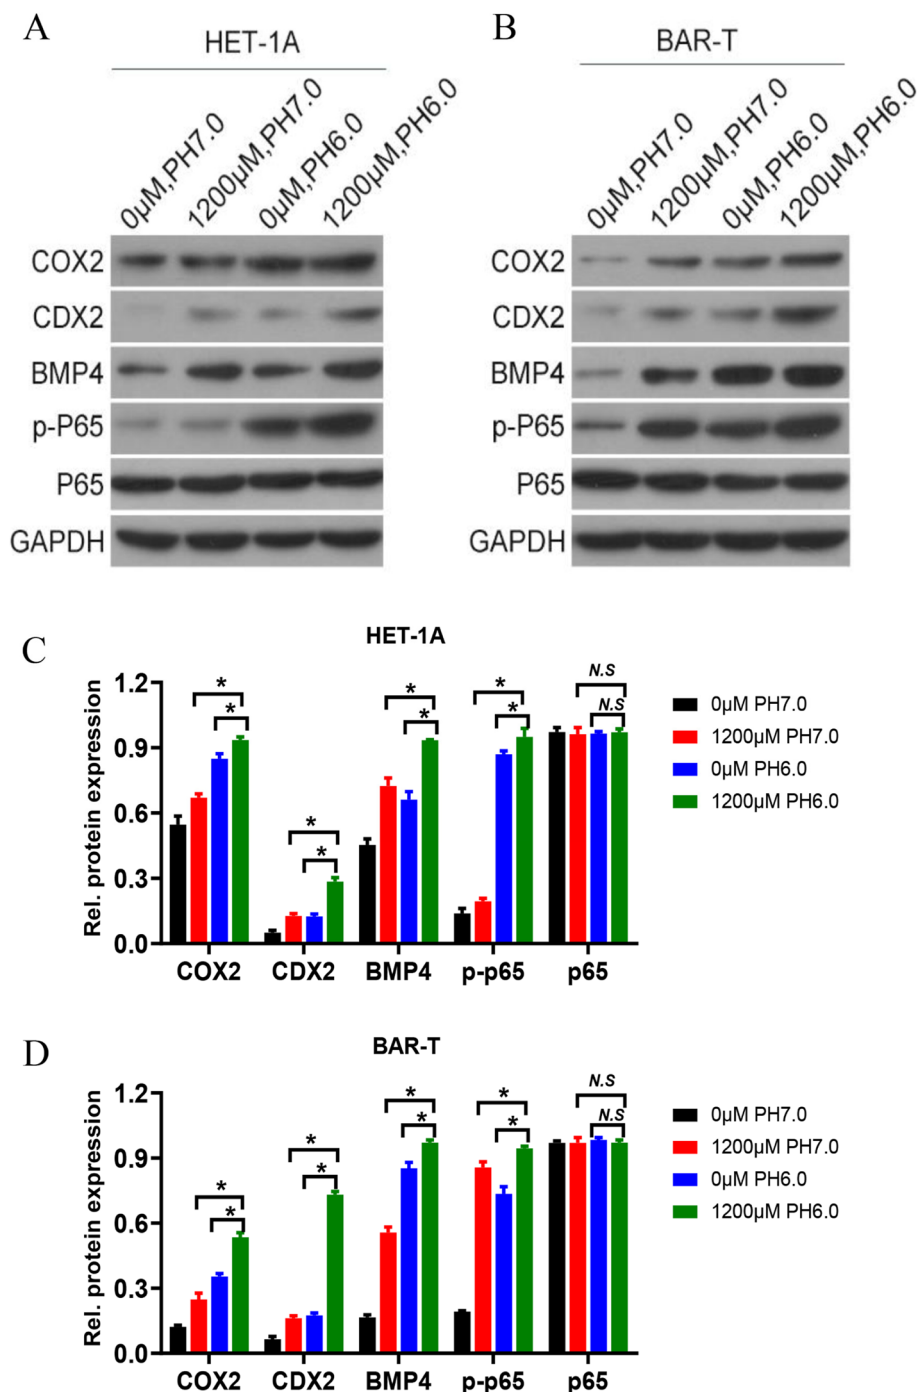 A
HET-1A
0µM,PH7.0
1200µM,PH7.0
0µM,PH6.0
1200µM,PH6.0
COX2
CDX2
BMP4
p-P65
P65
GAPDH
B
BAR-T
0µM,PH7.0
1200µM,PH7.0
0µM,PH6.0
1200µM,PH6.0
COX2
CDX2
BMP4
p-P65
P65
GAPDH
C
HET-1A
Rel. protein expression
1.2
0.9
0.6
0.3
0.0
* * * * * * * * N.S N.S
COX2 CDX2 BMP4 p-p65 p65
0µM PH7.0
1200µM PH7.0
0µM PH6.0
1200µM PH6.0
D
BAR-T
Rel. protein expression
1.2
0.9
0.6
0.3
0.0
* * * * * * * * N.S N.S
COX2 CDX2 BMP4 p-p65 p65
0µM PH7.0
1200µM PH7.0
0µM PH6.0
1200µM PH6.0